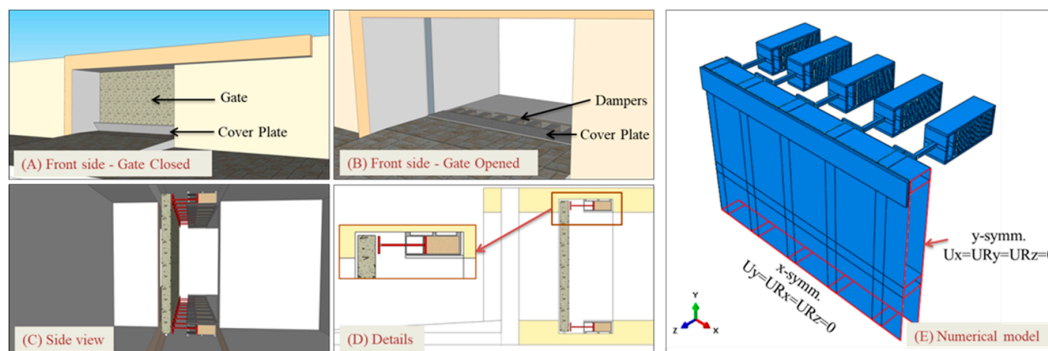 Gate
Cover Plate
(A) Front side - Gate Closed
Dampers
Cover Plate
(B) Front side - Gate Opened
(C) Side view
(D) Details
y-symm.
Ux=URy=URz=0
x-symm.
Uy=URx=URz=0
Y
Z
X
(E) Numerical model